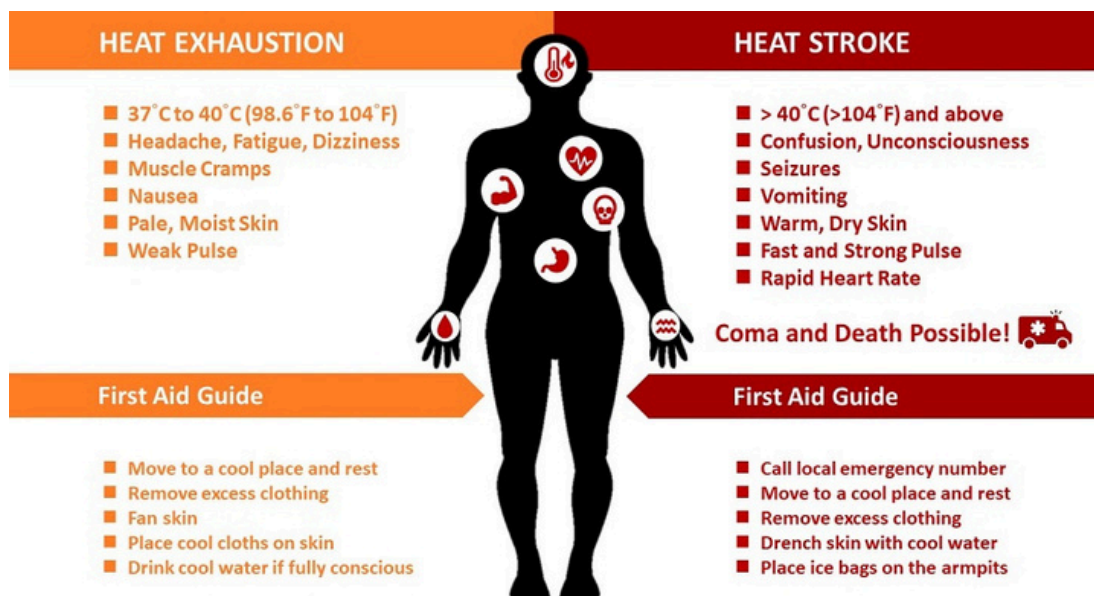 HEAT EXHAUSTION
37°C to 40°C (98.6°F to 104°F)
Headache, Fatigue, Dizziness
Muscle Cramps
Nausea
Pale, Moist Skin
Weak Pulse
First Aid Guide
Move to a cool place and rest
Remove excess clothing
Fan skin
Place cool cloths on skin
Drink cool water if fully conscious
HEAT STROKE
> 40°C (>104°F) and above
Confusion, Unconsciousness
Seizures
Vomiting
Warm, Dry Skin
Fast and Strong Pulse
Rapid Heart Rate
Coma and Death Possible!
First Aid Guide
Call local emergency number
Move to a cool place and rest
Remove excess clothing
Drench skin with cool water
Place ice bags on the armpits